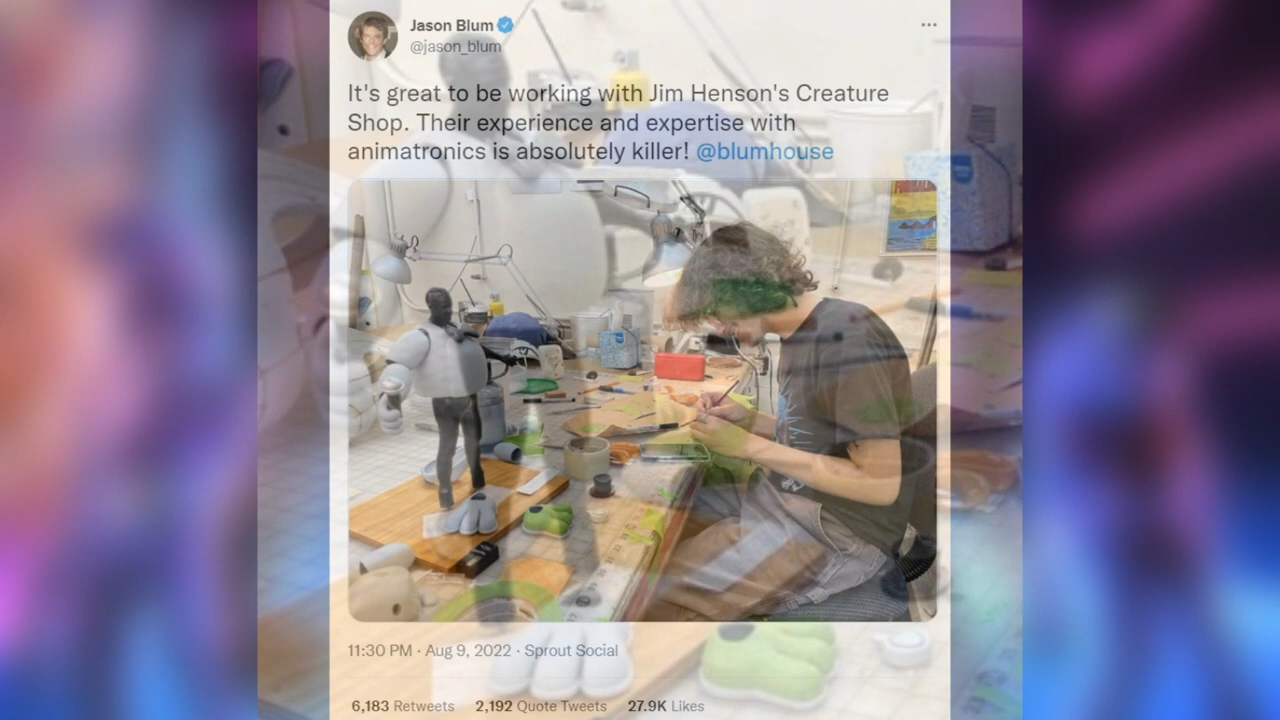 Jason Blum
@jason_blum
It's great to be working with Jim Henson's Creature
Shop. Their experience and expertise with
animatronics is absolutely killer! @blumhouse
11:30 PM · Aug 9, 2022 · Sprout Social
6,183 Retweets 2,192 Quote Tweets 27.9K Likes